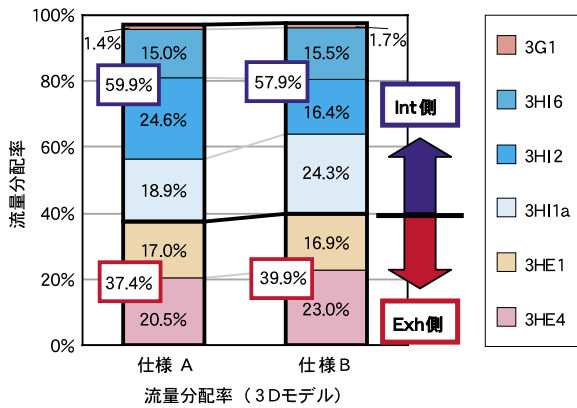 流量分配率
100%
80%
60%
40%
20%
0%
1.4%
15.0%
59.9%
24.6%
18.9%
17.0%
37.4%
20.5%
1.7%
15.5%
57.9%
16.4%
24.3%
16.9%
39.9%
23.0%
Int側
Exh側
仕様 A
仕様 B
流量分配率（3Dモデル）
3G1
3HI6
3HI2
3HI1a
3HE1
3HE4